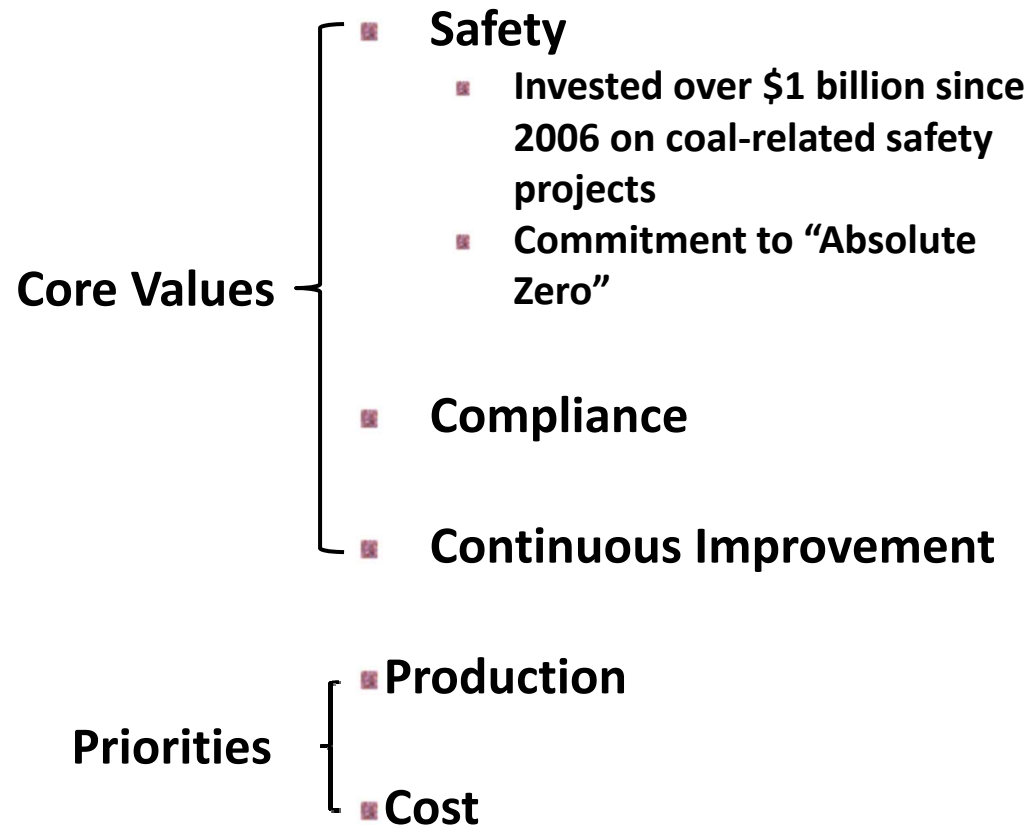 Safety
Invested over $1 billion since
2006 on coal-related safety
projects
Commitment to “Absolute
Zero”
Core Values
Compliance
Continuous Improvement
Production
Priorities
Cost